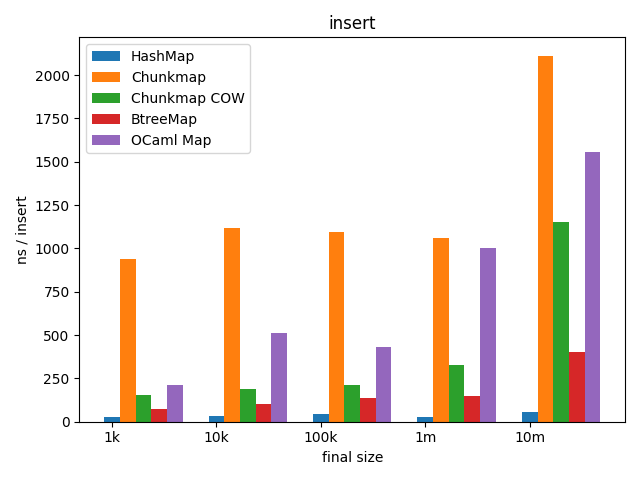 insert
HashMap
Chunkmap
Chunkmap COW
BtreeMap
OCaml Map
ns / insert
2000
1750
1500
1250
1000
750
500
250
0
1k
10k
100k
1m
10m
final size